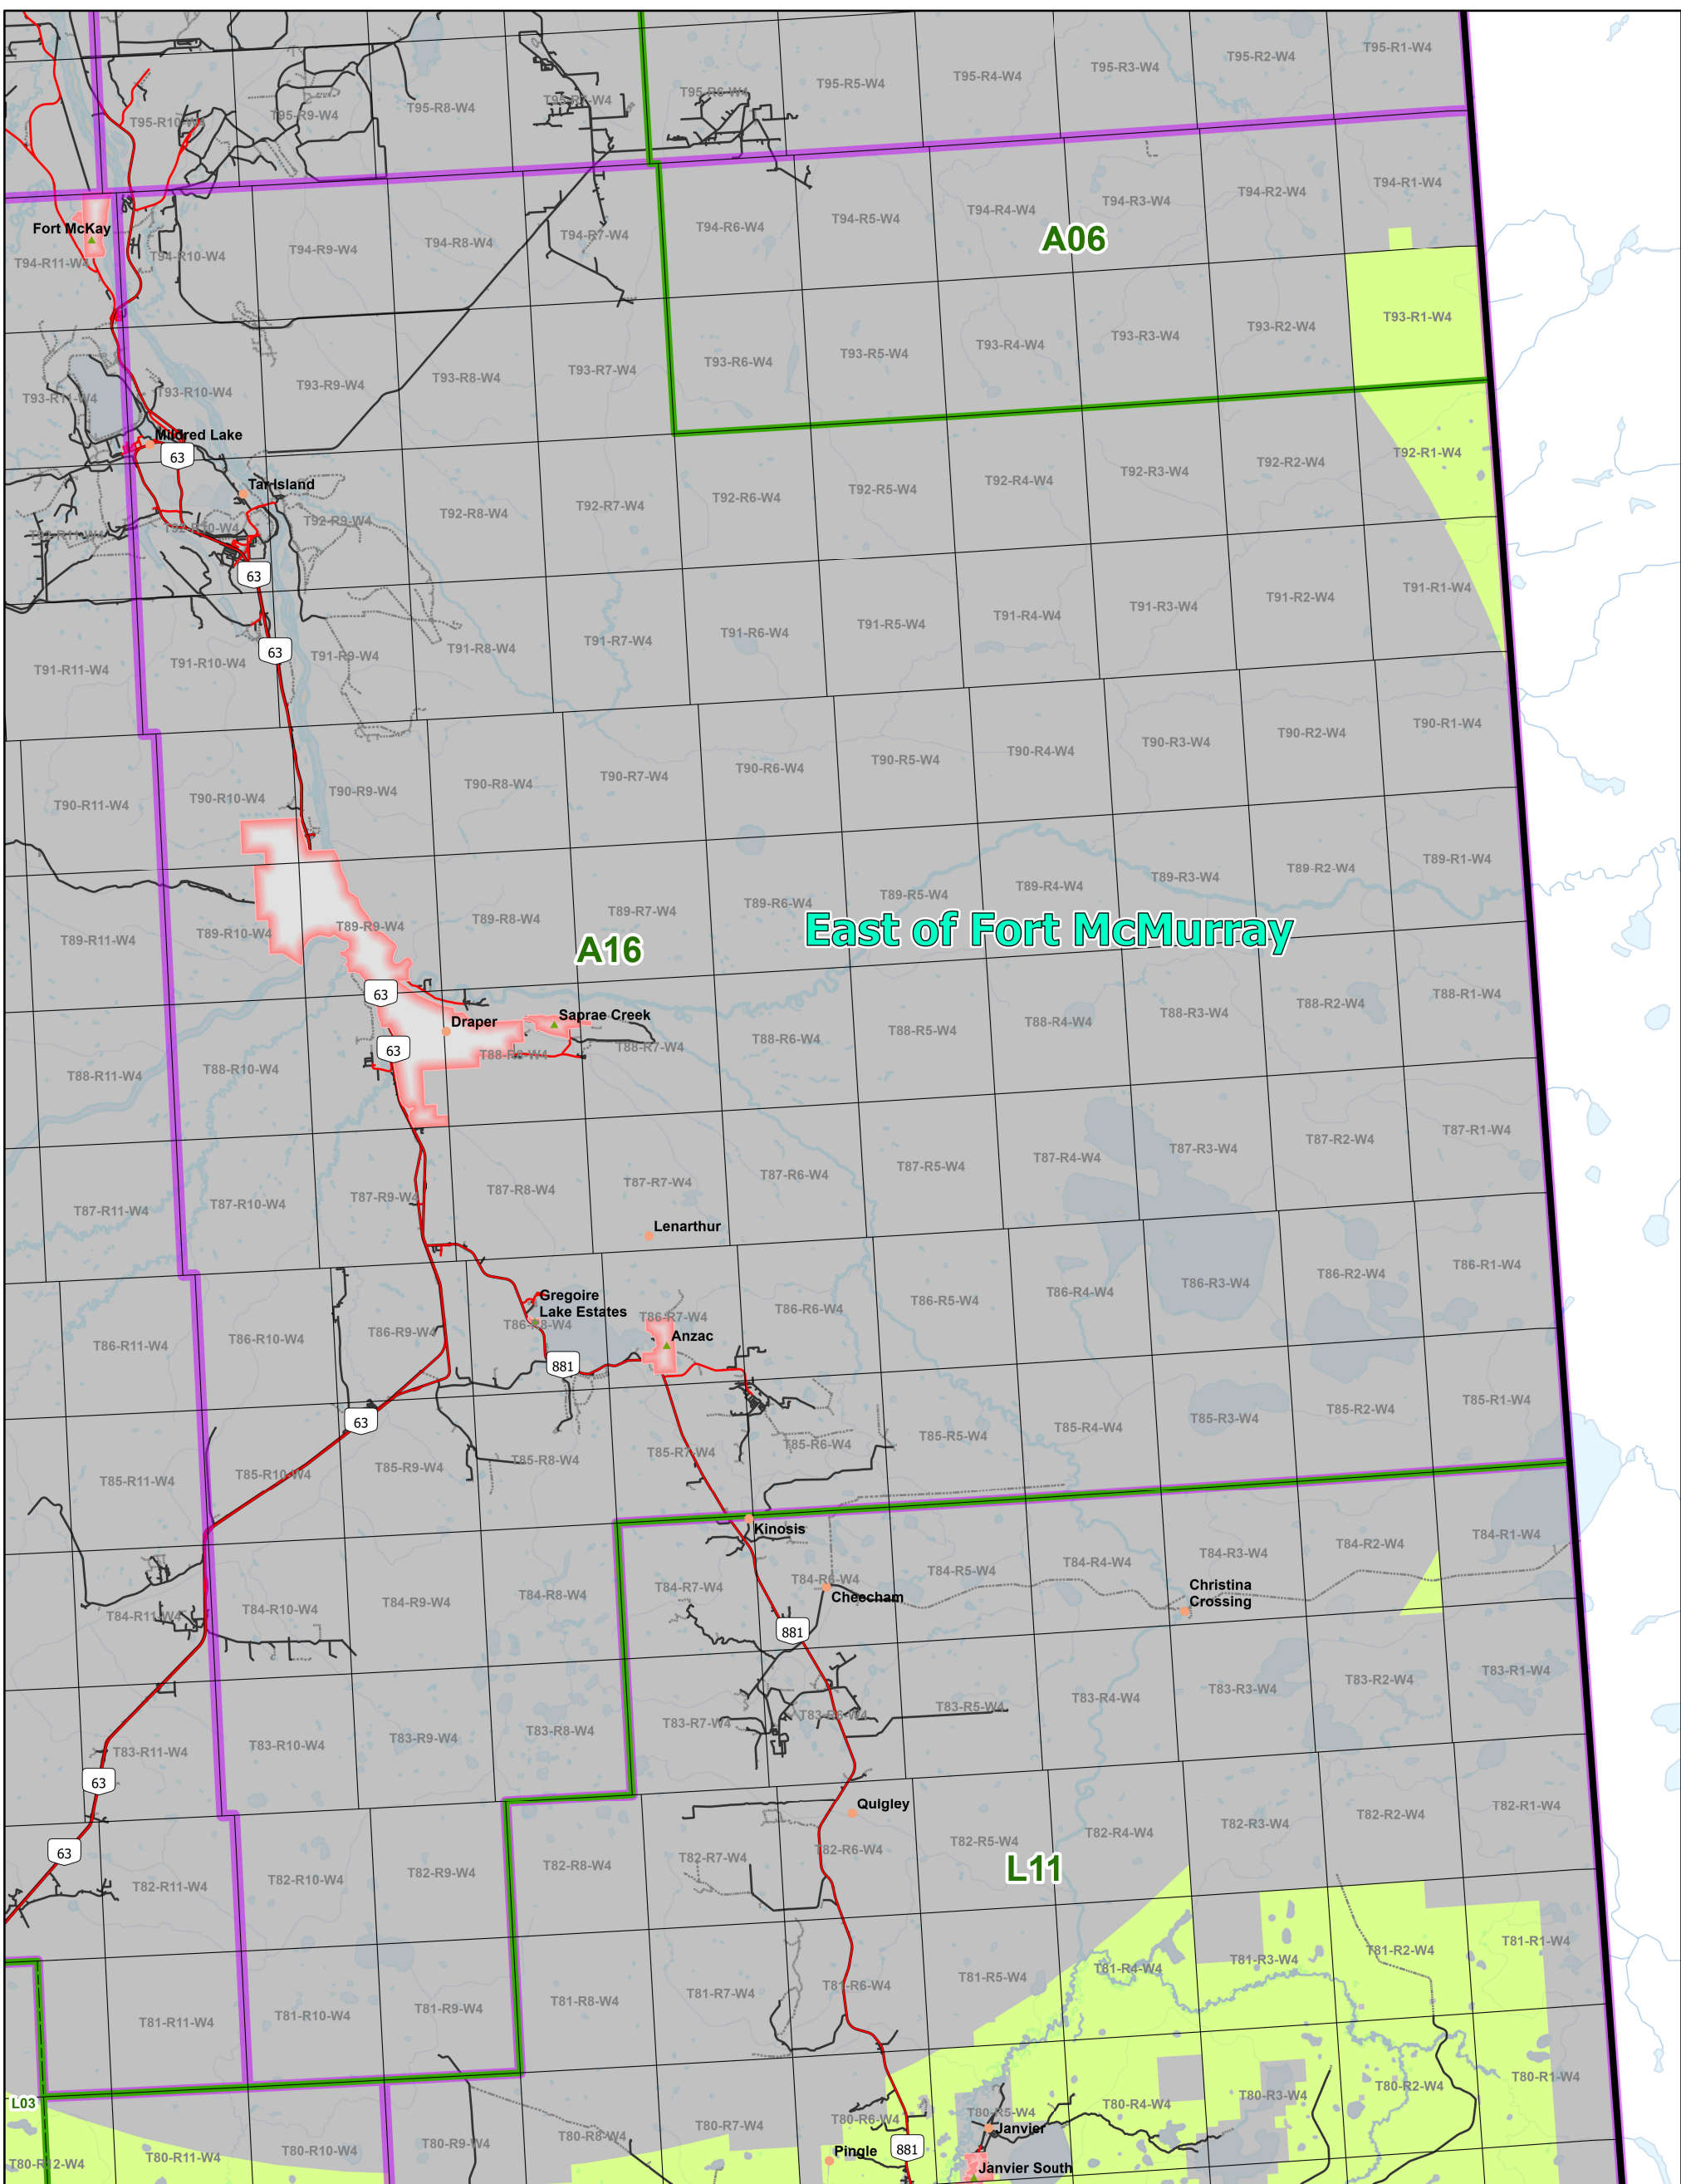 T95-R10-W4
T95-R9-W4
T95-R8-W4
T95-R7-W4
T95-R6-W4
T95-R5-W4
T95-R4-W4
T95-R3-W4
T95-R2-W4
T95-R1-W4
Fort McKay
T94-R11-W4
T94-R10-W4
T94-R9-W4
T94-R8-W4
T94-R7-W4
T94-R6-W4
T94-R5-W4
T94-R4-W4
T94-R3-W4
T94-R2-W4
T94-R1-W4
A06
T93-R11-W4
T93-R10-W4
T93-R9-W4
T93-R8-W4
T93-R7-W4
T93-R6-W4
T93-R5-W4
T93-R4-W4
T93-R3-W4
T93-R2-W4
T93-R1-W4
Mildred Lake
63
Tar Island
T92-R11-W4
T92-R10-W4
T92-R9-W4
T92-R8-W4
T92-R7-W4
T92-R6-W4
T92-R5-W4
T92-R4-W4
T92-R3-W4
T92-R2-W4
T92-R1-W4
63
63
T91-R11-W4
T91-R10-W4
T91-R9-W4
T91-R8-W4
T91-R7-W4
T91-R6-W4
T91-R5-W4
T91-R4-W4
T91-R3-W4
T91-R2-W4
T91-R1-W4
T90-R11-W4
T90-R10-W4
T90-R9-W4
T90-R8-W4
T90-R7-W4
T90-R6-W4
T90-R5-W4
T90-R4-W4
T90-R3-W4
T90-R2-W4
T90-R1-W4
T89-R11-W4
T89-R10-W4
T89-R9-W4
T89-R8-W4
T89-R7-W4
T89-R6-W4
T89-R5-W4
T89-R4-W4
T89-R3-W4
T89-R2-W4
T89-R1-W4
A16
East of Fort McMurray
63
Draper
Saprae Creek
63
T88-R11-W4
T88-R10-W4
T88-R8-W4
T88-R7-W4
T88-R6-W4
T88-R5-W4
T88-R4-W4
T88-R3-W4
T88-R2-W4
T88-R1-W4
T87-R11-W4
T87-R10-W4
T87-R9-W4
T87-R8-W4
T87-R7-W4
T87-R6-W4
T87-R5-W4
T87-R4-W4
T87-R3-W4
T87-R2-W4
T87-R1-W4
Lenarthur
Gregoire
Lake Estates
Anzac
T86-R11-W4
T86-R10-W4
T86-R9-W4
T86-R8-W4
T86-R7-W4
T86-R6-W4
T86-R5-W4
T86-R4-W4
T86-R3-W4
T86-R2-W4
T86-R1-W4
881
63
T85-R11-W4
T85-R10-W4
T85-R9-W4
T85-R8-W4
T85-R7-W4
T85-R6-W4
T85-R5-W4
T85-R4-W4
T85-R3-W4
T85-R2-W4
T85-R1-W4
Kinosis
Cheecham
Christina
Crossing
T84-R11-W4
T84-R10-W4
T84-R9-W4
T84-R8-W4
T84-R7-W4
T84-R6-W4
T84-R5-W4
T84-R4-W4
T84-R3-W4
T84-R2-W4
T84-R1-W4
881
T83-R11-W4
T83-R10-W4
T83-R9-W4
T83-R8-W4
T83-R7-W4
T83-R6-W4
T83-R5-W4
T83-R4-W4
T83-R3-W4
T83-R2-W4
T83-R1-W4
63
Quigley
63
T82-R11-W4
T82-R10-W4
T82-R9-W4
T82-R8-W4
T82-R7-W4
T82-R6-W4
T82-R5-W4
T82-R4-W4
T82-R3-W4
T82-R2-W4
T82-R1-W4
L11
T81-R11-W4
T81-R10-W4
T81-R9-W4
T81-R8-W4
T81-R7-W4
T81-R6-W4
T81-R5-W4
T81-R4-W4
T81-R3-W4
T81-R2-W4
T81-R1-W4
L03
T80-R12-W4
T80-R11-W4
T80-R10-W4
T80-R9-W4
T80-R8-W4
T80-R7-W4
T80-R6-W4
T80-R5-W4
T80-R4-W4
T80-R3-W4
T80-R2-W4
T80-R1-W4
Janvier
Pingle
881
Janvier South